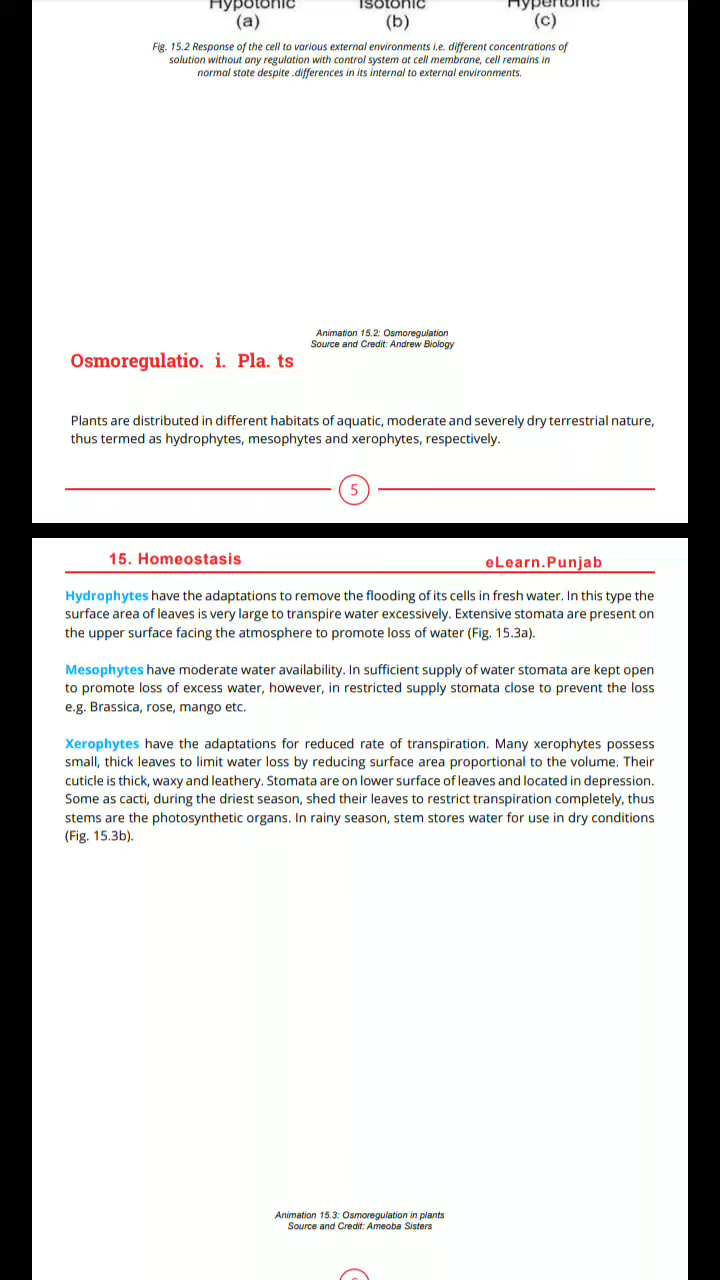 Hypotonic Isotonic Hypertonic
(a) (b) (c)
Fig. 15.2 Response of the cell to various external environments i.e. different concentrations of
solution without any regulation with control system at cell membrane, cell remains in
normal state despite .differences in its internal to external environments.
Animation 15.2: Osmoregulation
Source and Credit: Andrew Biology
Osmoregulatio. i. Pla. ts
Plants are distributed in different habitats of aquatic, moderate and severely dry terrestrial nature,
thus termed as hydrophytes, mesophytes and xerophytes, respectively.
5
15. Homeostasis eLearn.Punjab
Hydrophytes have the adaptations to remove the flooding of its cells in fresh water. In this type the
surface area of leaves is very large to transpire water excessively. Extensive stomata are present on
the upper surface facing the atmosphere to promote loss of water (Fig. 15.3a).
Mesophytes have moderate water availability. In sufficient supply of water stomata are kept open
to promote loss of excess water, however, in restricted supply stomata close to prevent the loss
e.g. Brassica, rose, mango etc.
Xerophytes have the adaptations for reduced rate of transpiration. Many xerophytes possess
small, thick leaves to limit water loss by reducing surface area proportional to the volume. Their
cuticle is thick, waxy and leathery. Stomata are on lower surface of leaves and located in depression.
Some as cacti, during the driest season, shed their leaves to restrict transpiration completely, thus
stems are the photosynthetic organs. In rainy season, stem stores water for use in dry conditions
(Fig. 15.3b).
Animation 15.3: Osmoregulation in plants
Source and Credit: Ameoba Sisters